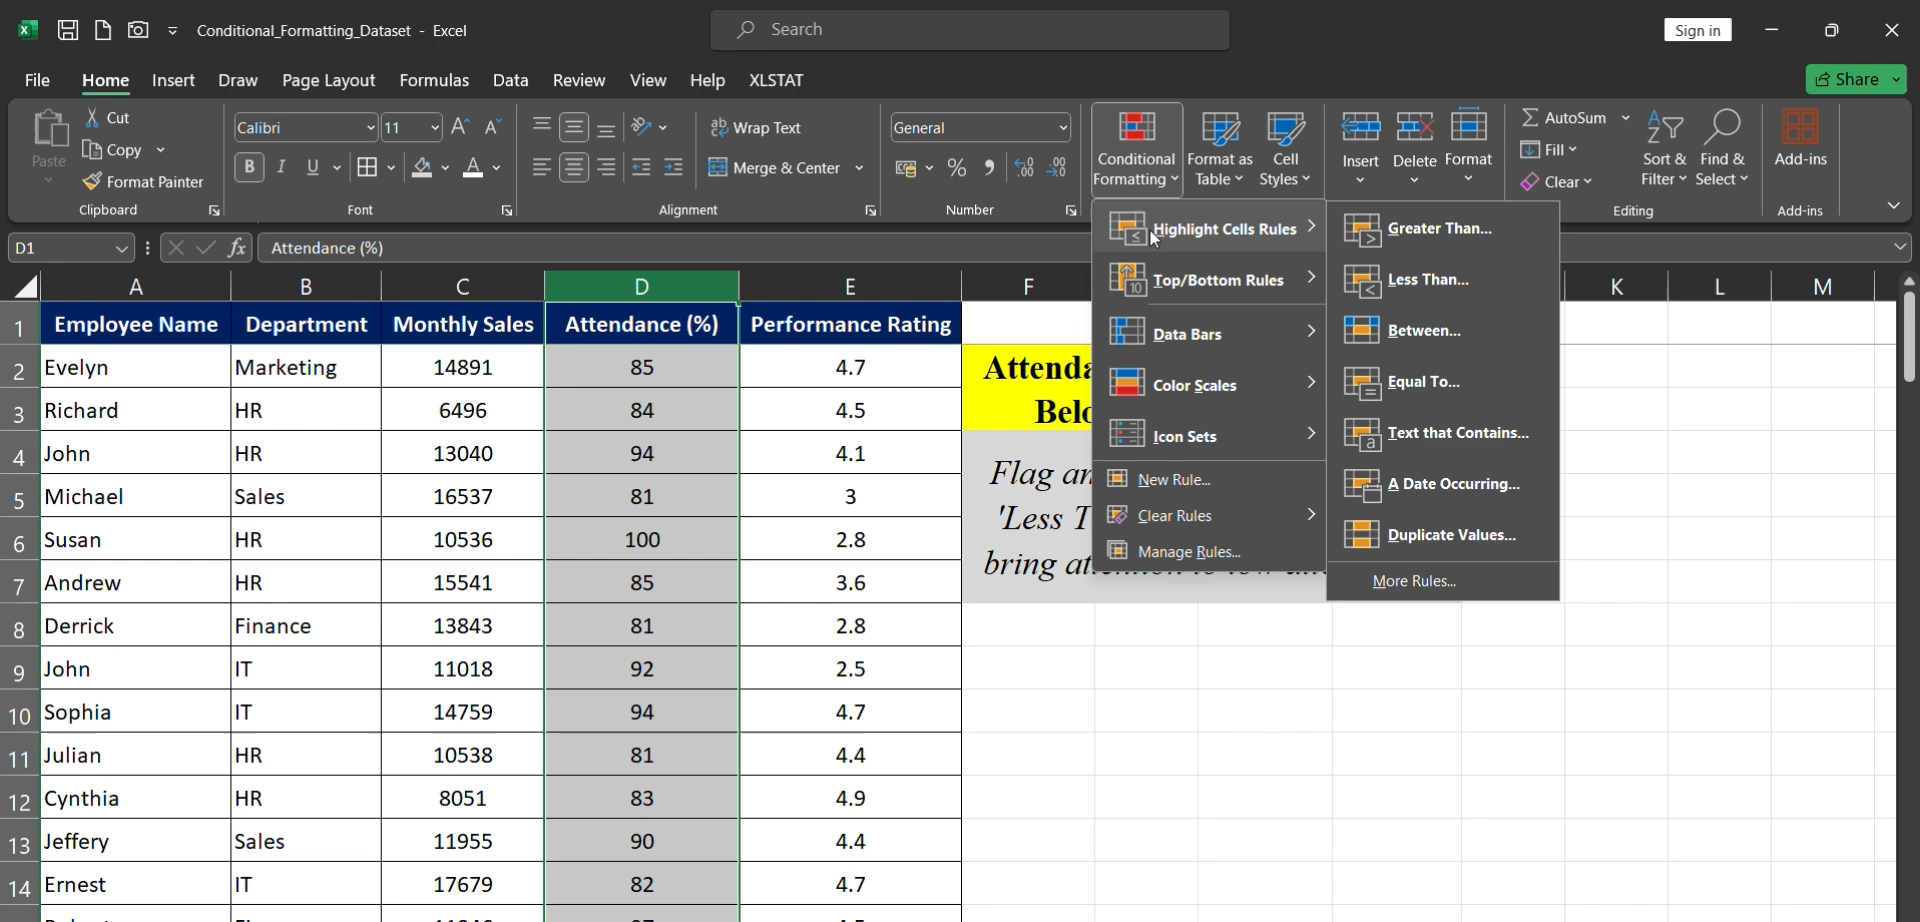 Conditional_Formatting_Dataset - Excel
Search
Sign in
File Home Insert Draw Page Layout Formulas Data Review View Help XLSTAT
Share
Paste
Cut
Copy
Format Painter
Clipboard
Calibri 11
B I U A
Font
Wrap Text
Merge & Center
Alignment
General
% ,
Number
Conditional Formatting
Format as Table
Cell Styles
Insert
Delete
Format
AutoSum
Fill
Clear
Sort & Filter
Find & Select
Editing
Add-ins
Add-ins
D1 fx Attendance (%)
Highlight Cells Rules
Top/Bottom Rules
Data Bars
Color Scales
Icon Sets
New Rule...
Clear Rules
Manage Rules...
Greater Than...
Less Than...
Between...
Equal To...
Text that Contains...
A Date Occurring...
Duplicate Values...
More Rules...
A B C D E F K L M
1 Employee Name Department Monthly Sales Attendance (%) Performance Rating
2 Evelyn Marketing 14891 85 4.7
3 Richard HR 6496 84 4.5
4 John HR 13040 94 4.1
5 Michael Sales 16537 81 3
6 Susan HR 10536 100 2.8
7 Andrew HR 15541 85 3.6
8 Derrick Finance 13843 81 2.8
9 John IT 11018 92 2.5
10 Sophia IT 14759 94 4.7
11 Julian HR 10538 81 4.4
12 Cynthia HR 8051 83 4.9
13 Jeffery Sales 11955 90 4.4
14 Ernest IT 17679 82 4.7
Flag
'Less
bring